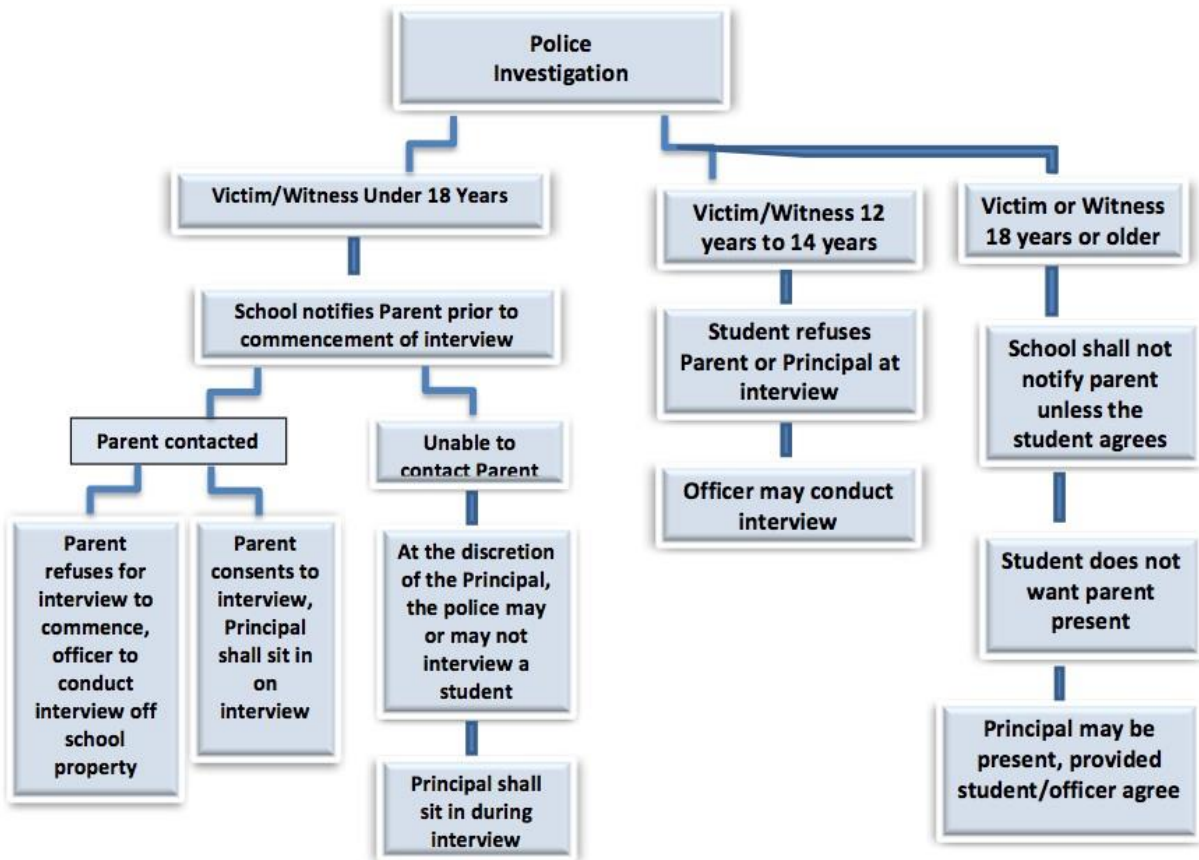 Police
Investigation
Victim/Witness Under 18 Years
School notifies Parent prior to
commencement of interview
Parent contacted
Parent
refuses for
interview to
commence,
officer to
conduct
interview off
school
property
Parent
consents to
interview,
Principal
shall sit in
on
interview
Unable to
contact Parent
At the discretion
of the Principal,
the police may
or may not
interview a
student
Principal shall
sit in during
interview
Victim/Witness 12
years to 14 years
Student refuses
Parent or Principal at
interview
Officer may conduct
interview
Victim or Witness
18 years or older
School shall not
notify parent
unless the
student agrees
Student does not
want parent
present
Principal may be
present, provided
student/officer agree